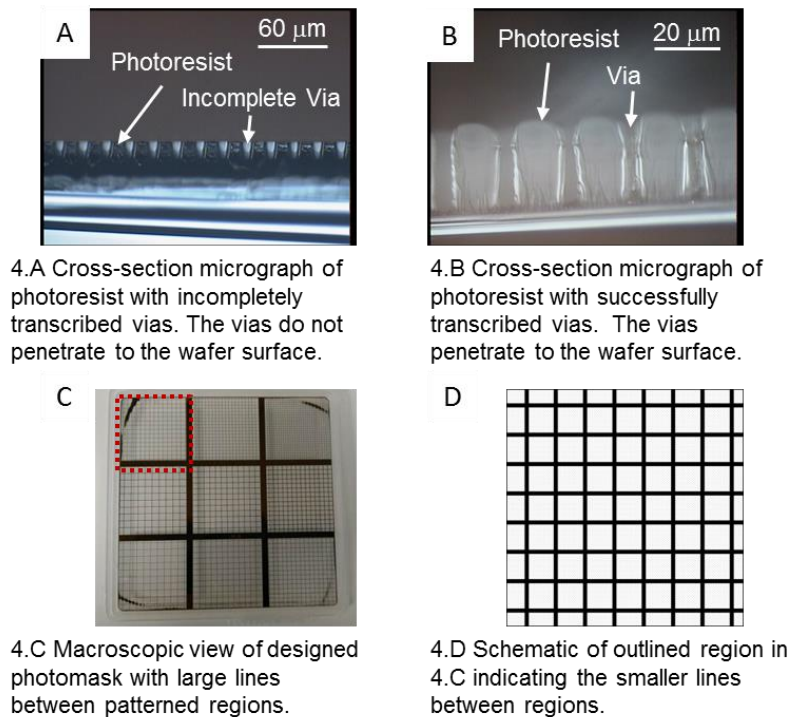 A
60 μm
Photoresist
Incomplete Via
B
20 μm
Photoresist
Via
4.A Cross-section micrograph of
photoresist with incompletely
transcribed vias. The vias do not
penetrate to the wafer surface.
4.B Cross-section micrograph of
photoresist with successfully
transcribed vias. The vias
penetrate to the wafer surface.
C
D
4.C Macroscopic view of designed
photomask with large lines
between patterned regions.
4.D Schematic of outlined region in
4.C indicating the smaller lines
between regions.